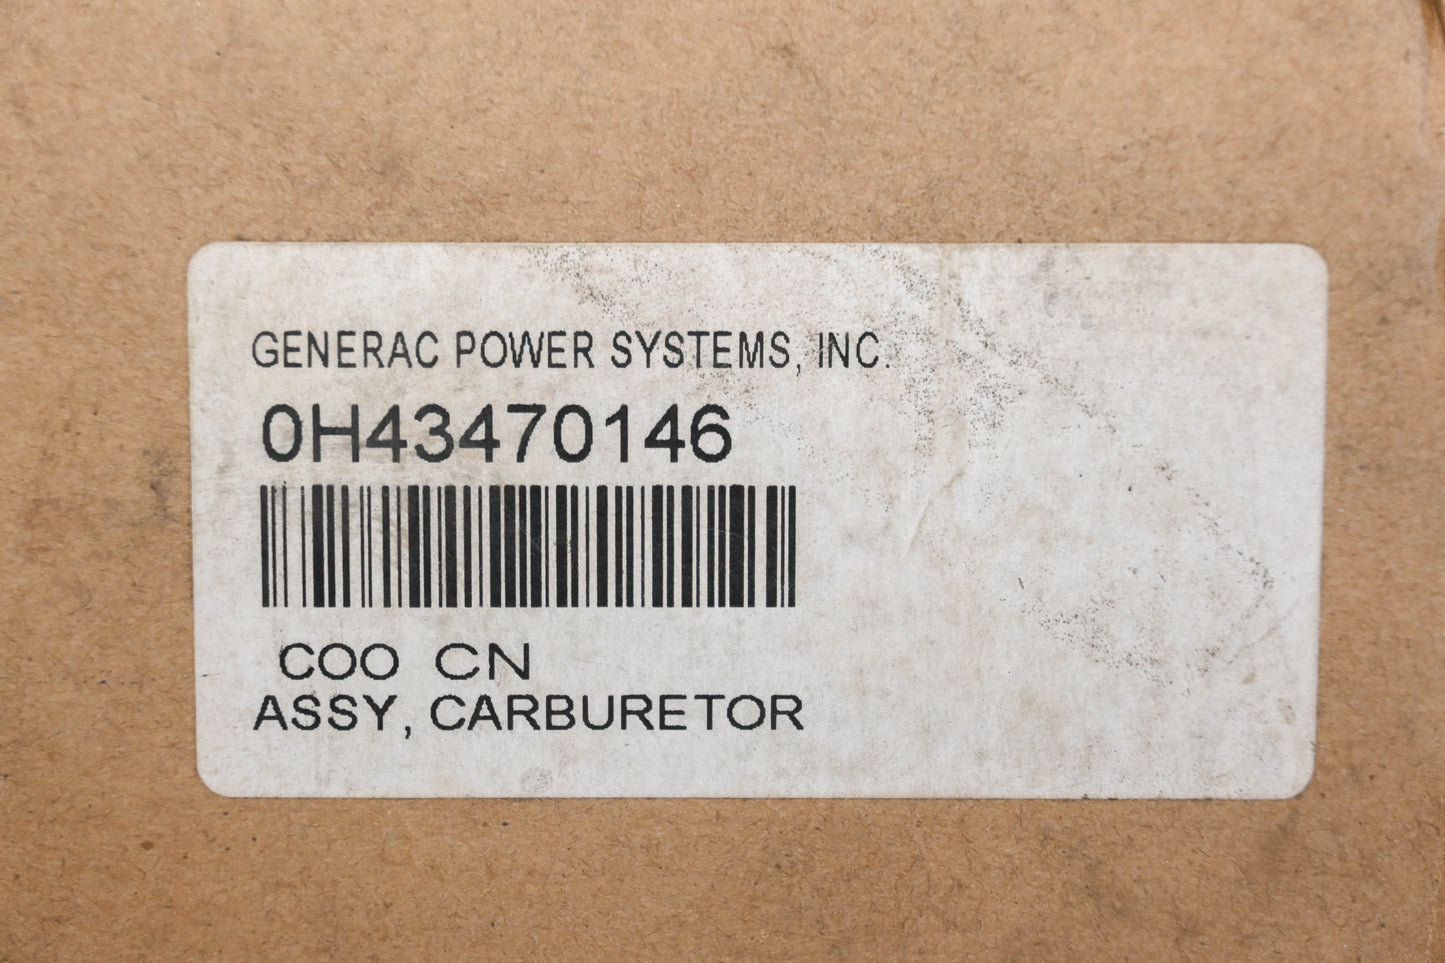 GENERAC POWER SYSTEMS, INC.
0H43470146
COO CN
ASSY, CARBURETOR